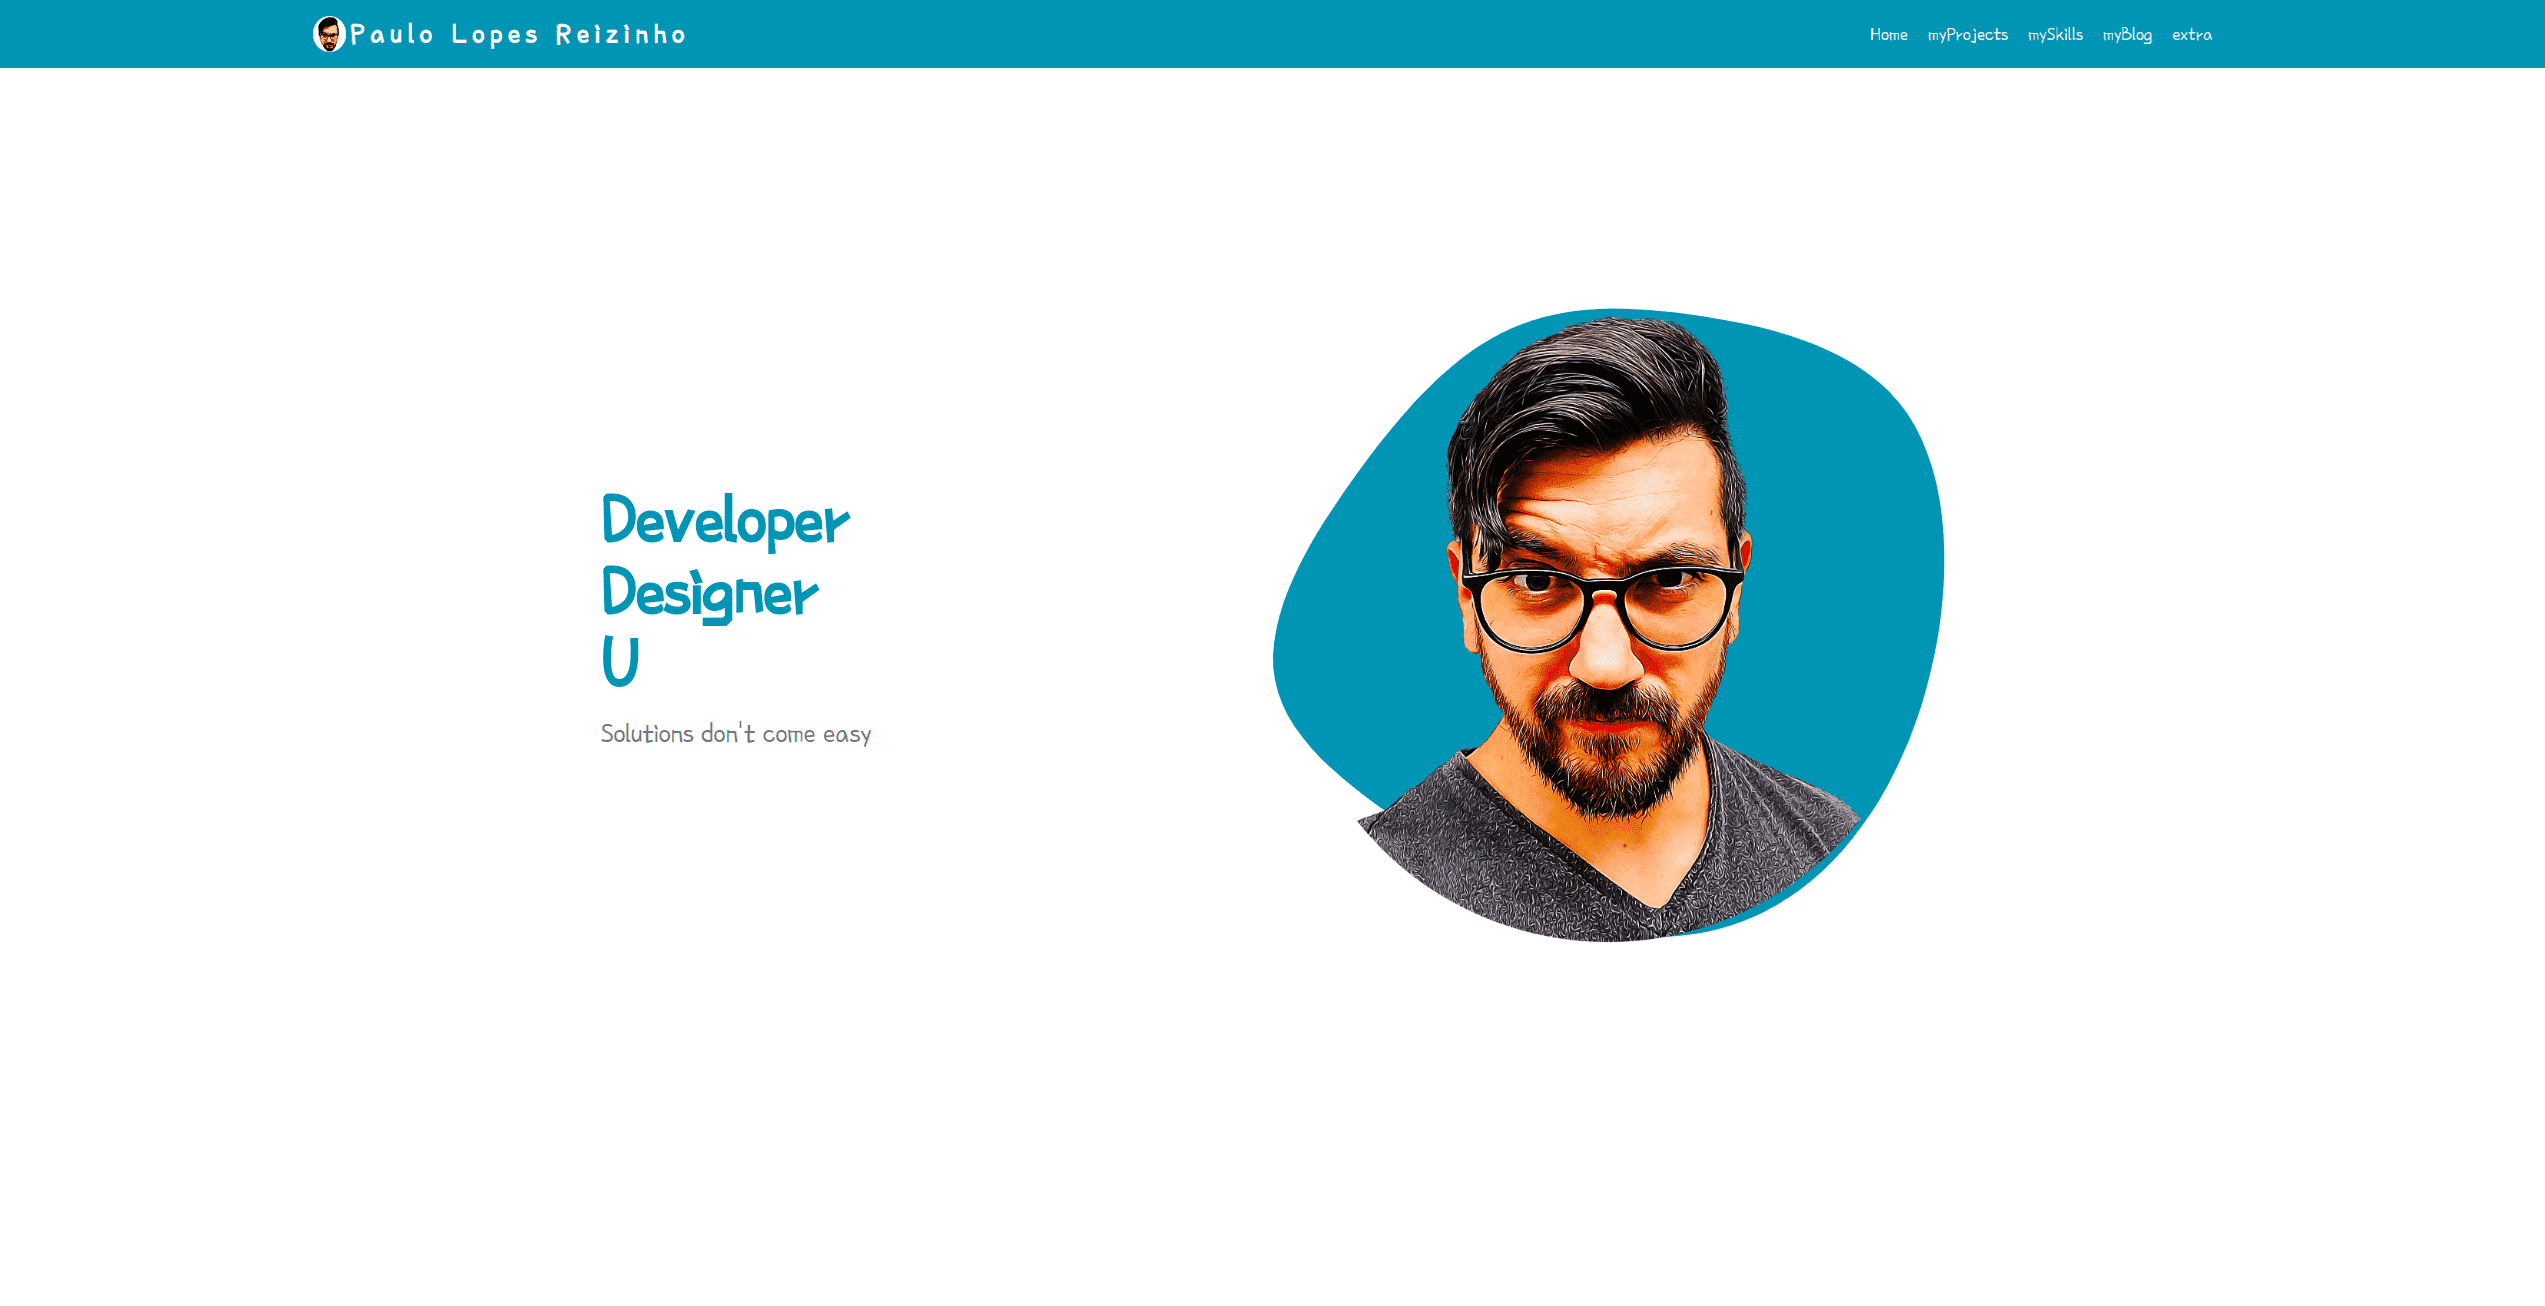 Paulo Lopes Reizinho
Home myProjects mySkills myBlog extra
Developer
Designer
U
Solutions don't come easy